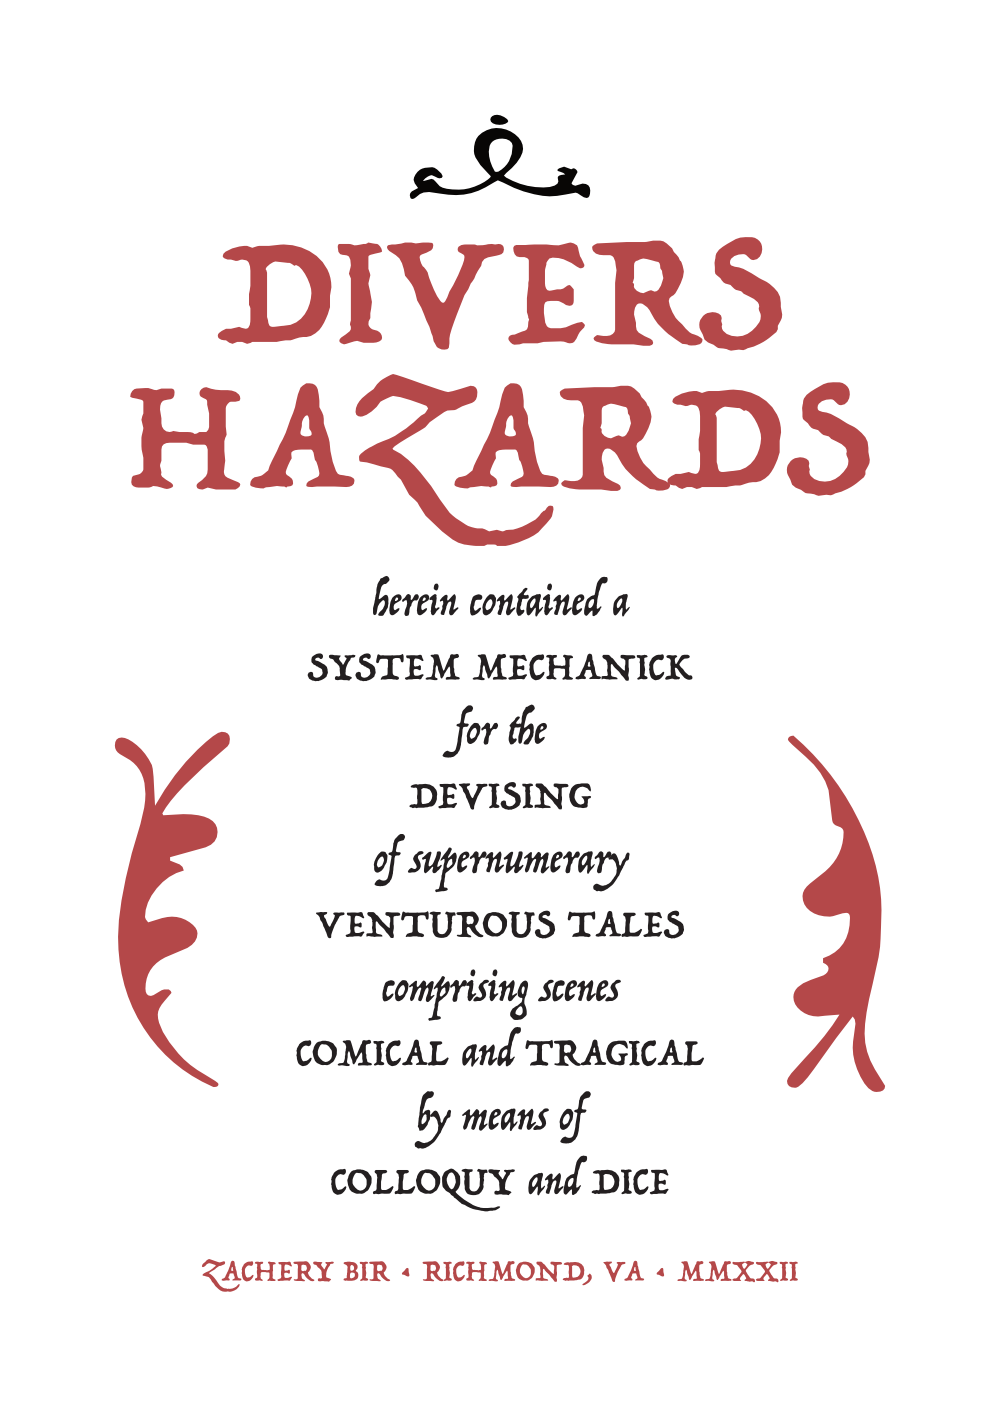 DIVERS
HAZARDS
herein contained a
SYSTEM MECHANICK
for the
DEVISING
of supernumerary
VENTUROUS TALES
comprising scenes
COMICAL and TRAGICAL
by means of
COLLOQUY and DICE
ZACHERY BIR • RICHMOND, VA • MMXXII